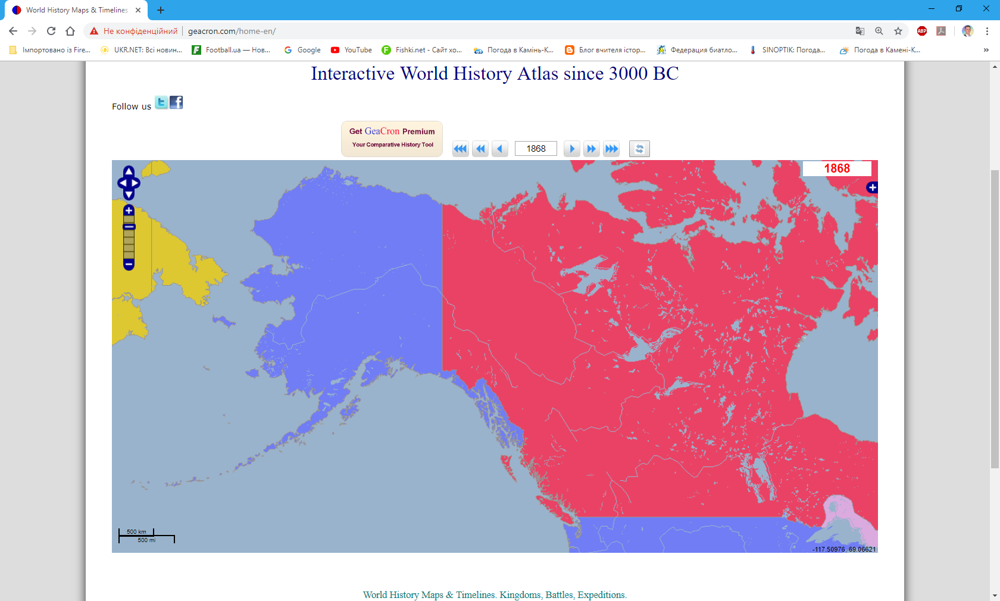 World History Maps & Timelines
Не конфіденційний
geacron.com/home-en/
ABP
Імпортовано із Fire...
UKR.NET: Всі новин...
Football.ua — Нов...
Google
YouTube
Fishki.net - Сайт хо...
Погода в Камінь-К...
Блог вчителя істор...
Федерация биатло...
SINOPTIK: Погода...
Погода в Камені-К...
Interactive World History Atlas since 3000 BC
Follow us
Get GeaCron Premium
Your Comparative History Tool
1868
1868
500 km
500 mi
-117.50976, 69.06621
World History Maps & Timelines. Kingdoms, Battles, Expeditions.